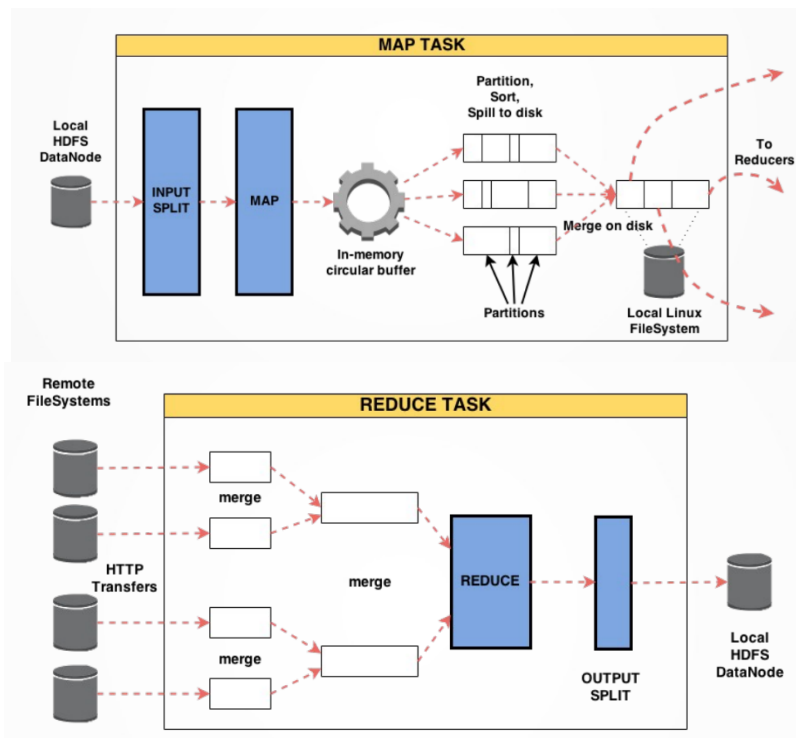 MAP TASK
Partition,
Sort,
Spill to disk
Local
HDFS
DataNode
To
Reducers
INPUT
SPLIT
MAP
Merge on disk
In-memory
circular buffer
Partitions
Local Linux
FileSystem
Remote
FileSystems
REDUCE TASK
merge
HTTP
Transfers
merge
REDUCE
merge
OUTPUT
SPLIT
Local
HDFS
DataNode